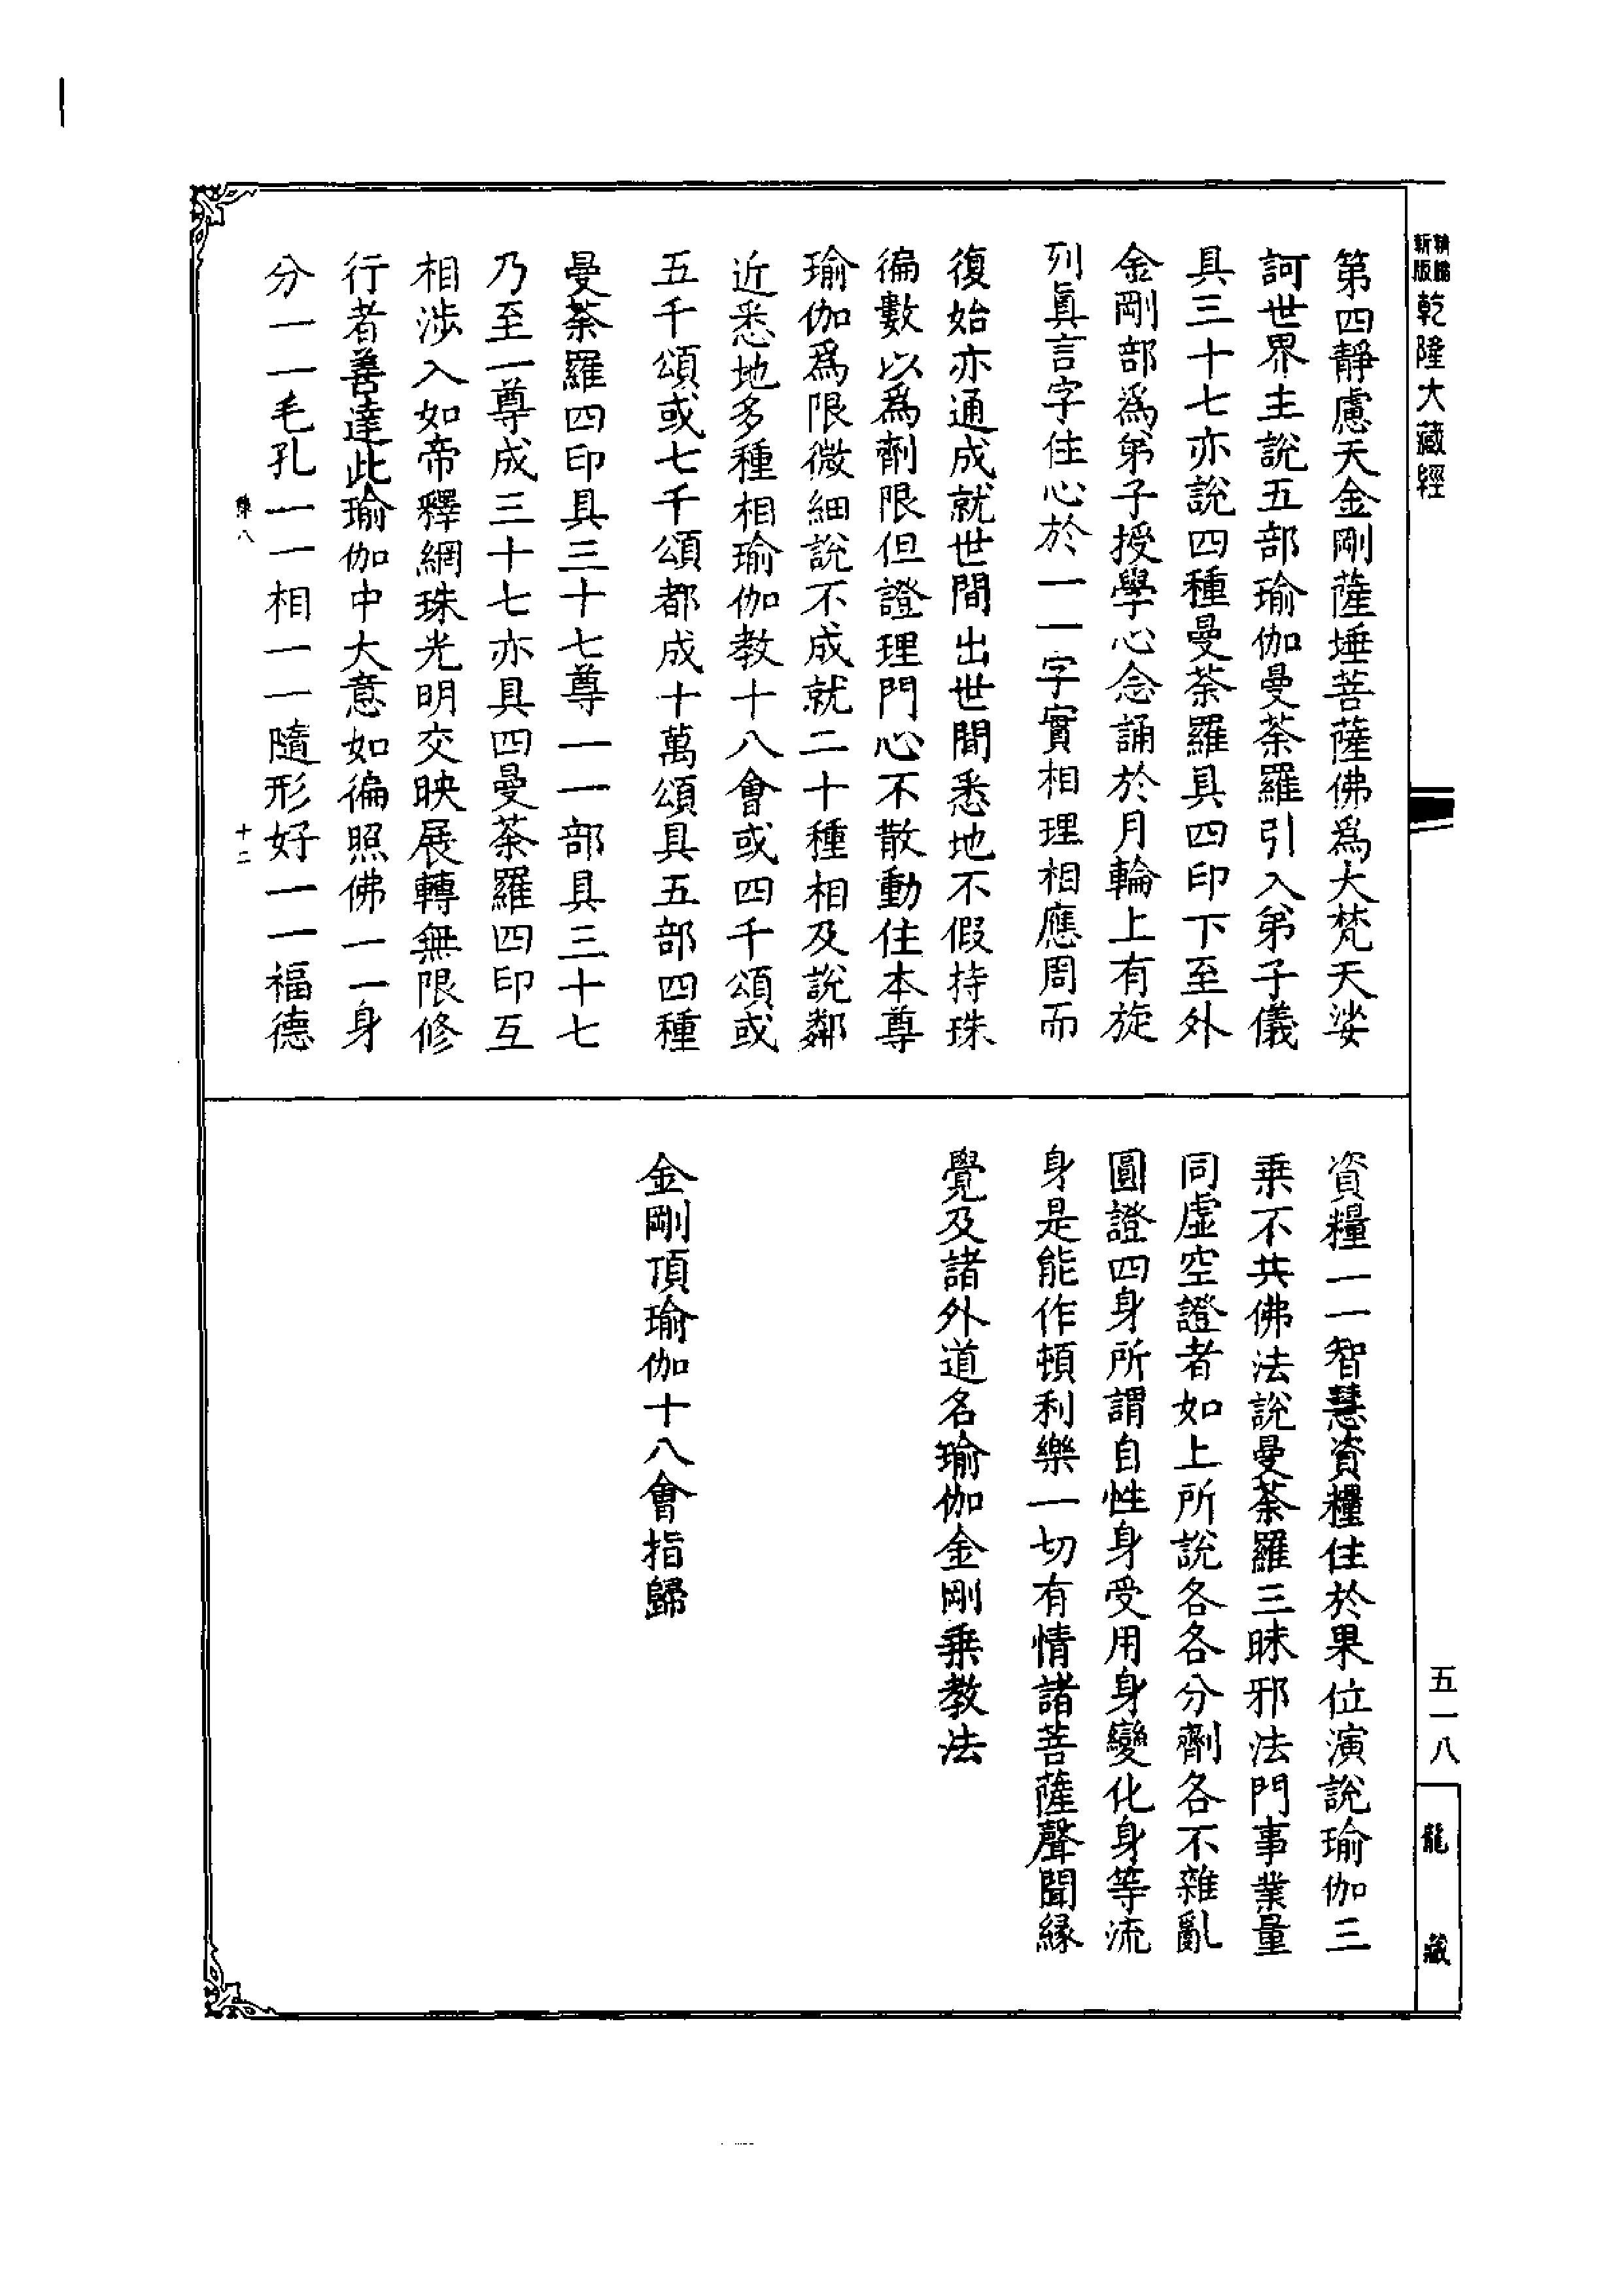 新版
精縮
乾隆大藏經
第四靜慮天金剛薩埵菩薩佛爲大梵天娑
訶世界主說五部瑜伽曼荼羅引入弟子儀
具三十七亦說四種曼荼羅具四印下至外
金剛部爲弟子授學心念誦於月輪上有旋
列眞言字住心於一一字實相理相應周而
復始亦通成就世間出世間悉地不假持珠
徧數以爲劑限但證理門心不散動住本尊
瑜伽爲限微細說不成就二十種相及說鄰
近悉地多種相瑜伽教十八會或四千頌或
五千頌或七千頌都成十萬頌具五部四種
曼荼羅四印具三十七尊一一部具三十七
乃至一尊成三十七亦具四曼荼羅四印互
相涉入如帝釋網珠光明交映展轉無限修
行者善達此瑜伽中大意如徧照佛一一身
分一一毛孔一一相一一隨形好一一福德
八
十二
資糧一一智慧資糧住於果位演說瑜伽三
乗不共佛法說曼荼羅三昧邪法門事業量
同虛空證者如上所說各各分劑各不雜亂
圓證四身所謂自性身受用身變化身等流
身是能作頓利樂一切有情諸菩薩聲聞緣
覺及諸外道名瑜伽金剛乗教法
金剛頂瑜伽十八會指歸
五一八
龍藏